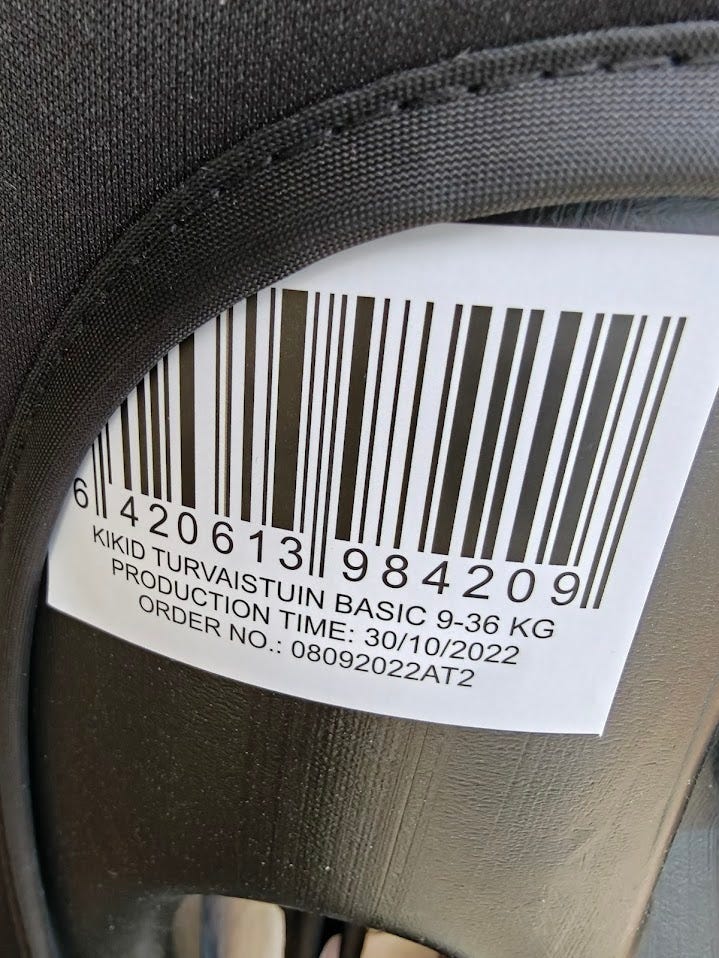 6 420613 984209
KIKID TURVAISTUIN BASIC 9-36 KG
PRODUCTION TIME: 30/10/2022
ORDER NO.: 08092022AT2